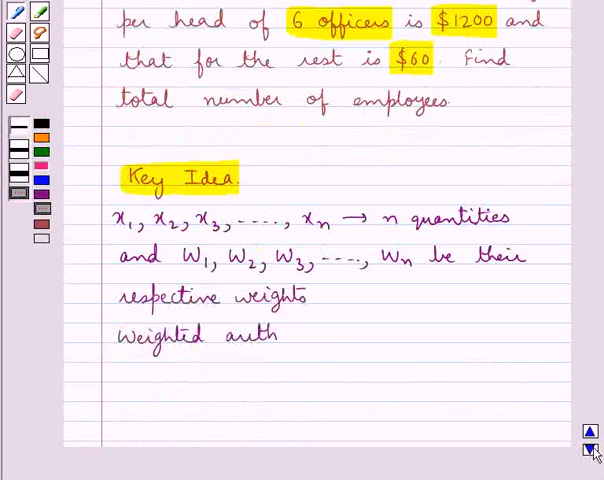 per head of 6 officers is $1200 and
that for the rest is $60. Find
total number of employees.
Key Idea.
x₁, x₂, x₃, ----, xₙ → n quantities
and W₁, W₂, W₃, ----, Wₙ be their
respective weights
Weighted arith